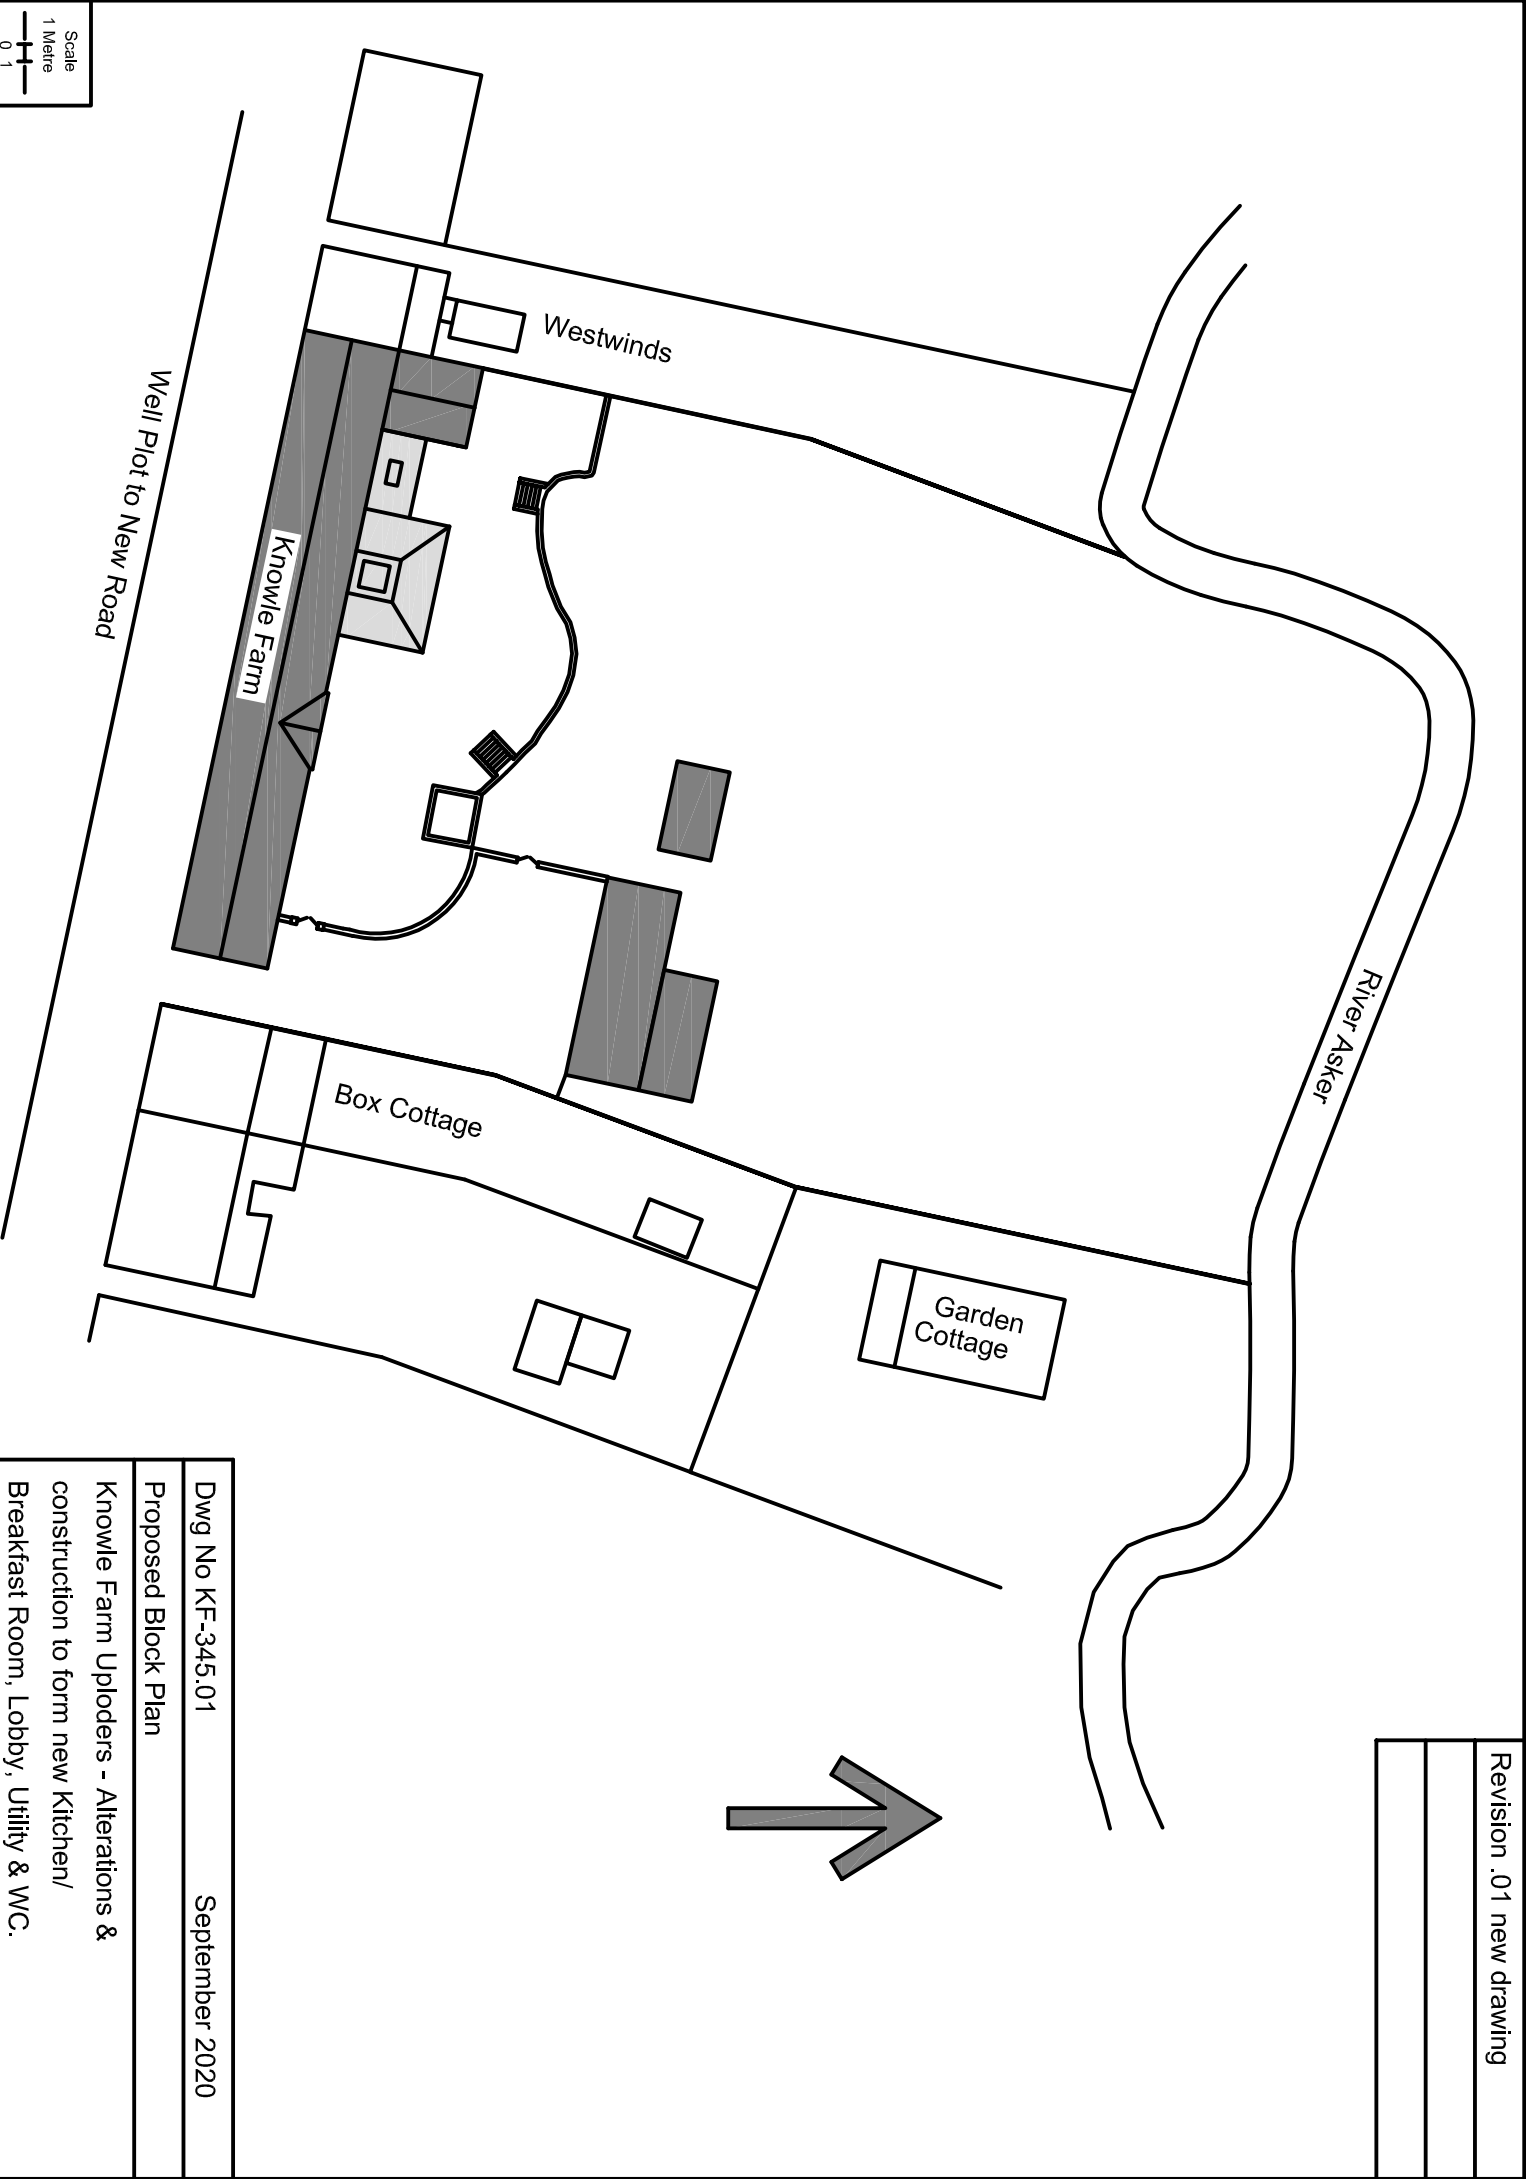 Revision .01 new drawing
River Asker
Westwinds
Garden
Cottage
Box Cottage
Knowle Farm
Well Plot to New Road
Scale
1 Metre
0 1
Dwg No KF-345.01 September 2020
Proposed Block Plan
Knowle Farm Uploders - Alterations &
construction to form new Kitchen/
Breakfast Room, Lobby, Utility & WC.